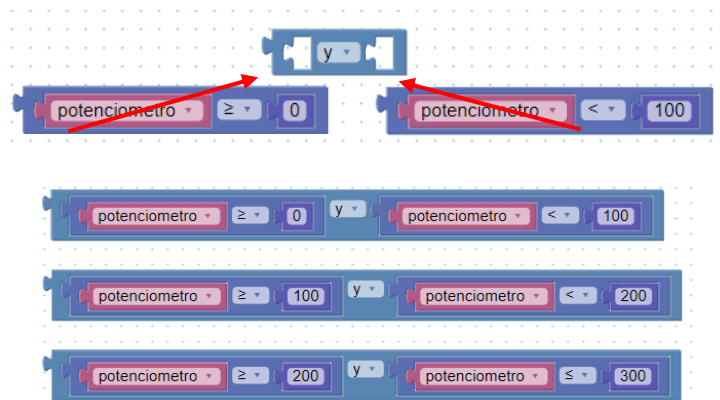 y
potenciometro ≥ 0
potenciometro < 100
potenciometro ≥ 0 y potenciometro < 100
potenciometro ≥ 100 y potenciometro < 200
potenciometro ≥ 200 y potenciometro ≤ 300